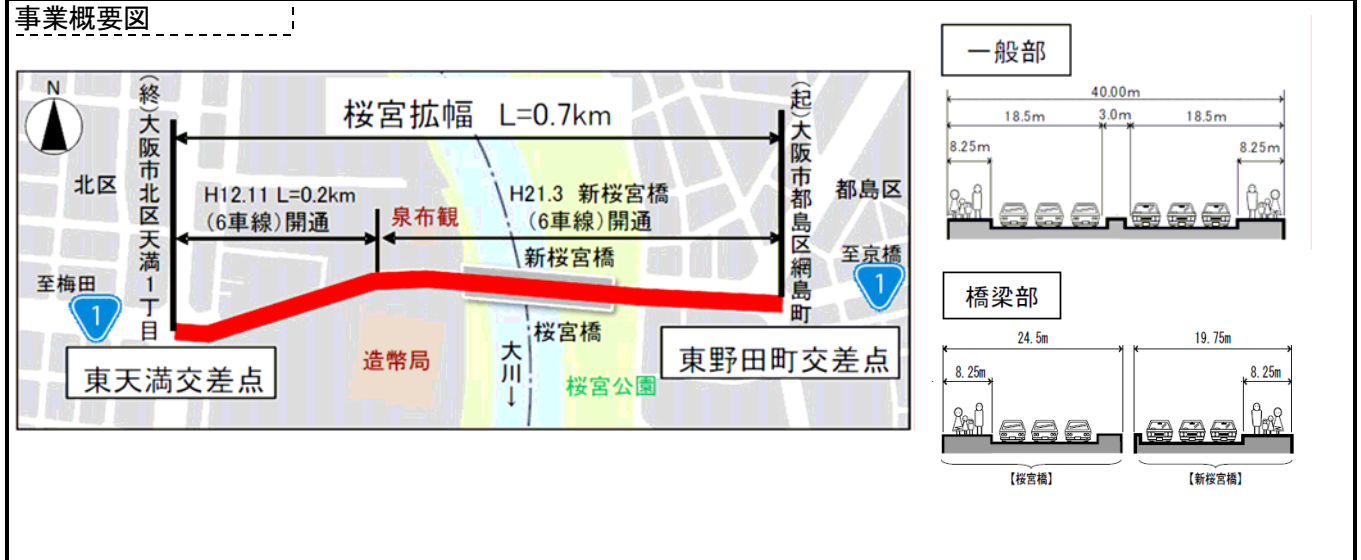 事業概要図
桜宮拡幅 L=0.7km
N
(終)大阪市北区天満1丁目
(起)大阪市都島区網島町
北区
H12.11 L=0.2km
(6車線)開通
泉布観
H21.3 新桜宮橋
(6車線)開通
都島区
至梅田
1
新桜宮橋
至京橋
1
桜宮橋
大川↓
造幣局
桜宮公園
東天満交差点
東野田町交差点
一般部
40.00m
18.5m
3.0m
18.5m
8.25m
8.25m
橋梁部
24.5m
19.75m
8.25m
8.25m
【桜宮橋】
【新桜宮橋】